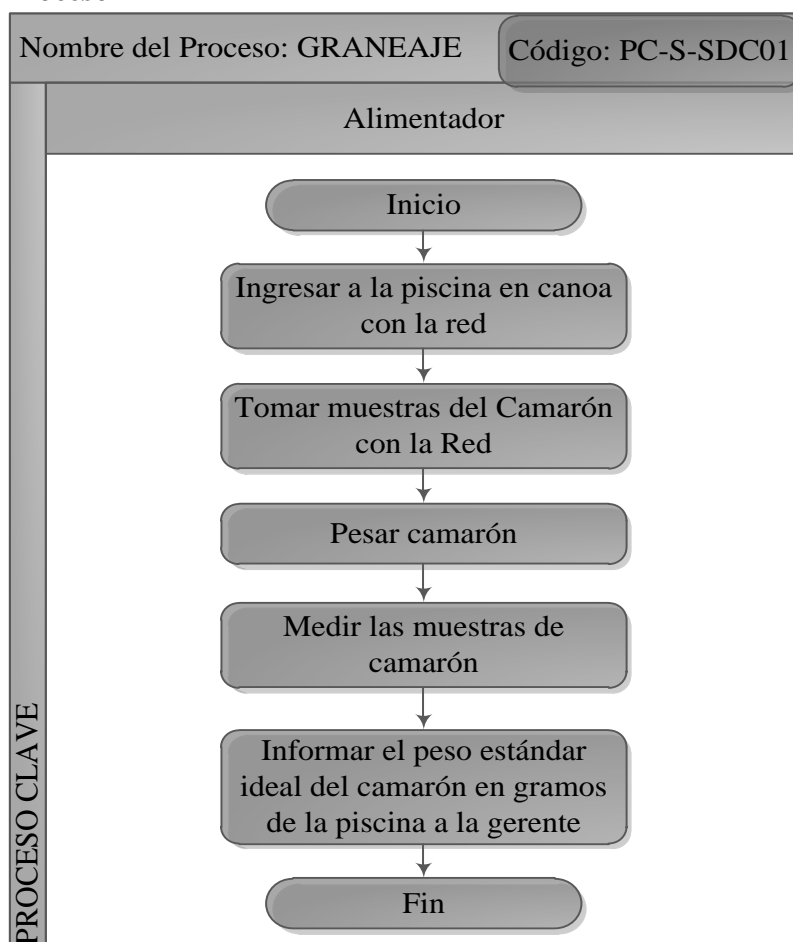 Nombre del Proceso: GRANEAJE
Código: PC-S-SDC01
Alimentador
Inicio
Ingresar a la piscina en canoa
con la red
Tomar muestras del Camarón
con la Red
Pesar camarón
Medir las muestras de
camarón
Informar el peso estándar
ideal del camarón en gramos
de la piscina a la gerente
Fin
PROCESO CLAVE